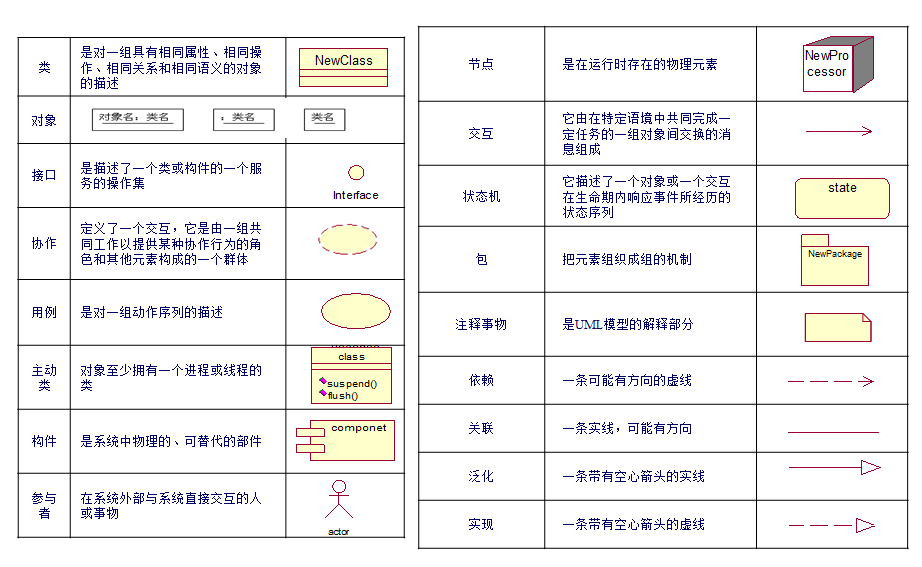 类
是对一组具有相同属性、相同操
作、相同关系和相同语义的对象
的描述
NewClass
对象
对象名：类名
：类名
类名
接口
是描述了一个类或构件的一个服
务的操作集
Interface
协作
定义了一个交互，它是由一组共
同工作以提供某种协作行为的角
色和其他元素构成的一个群体
用例
是对一组动作序列的描述
主动
类
对象至少拥有一个进程或线程的
类
class
suspend()
flush()
构件
是系统中物理的、可替代的部件
componet
参与
者
在系统外部与系统直接交互的人
或事物
actor
节点
是在运行时存在的物理元素
NewPro
cessor
交互
它由在特定语境中共同完成一
定任务的一组对象间交换的消
息组成
状态机
它描述了一个对象或一个交互
在生命期内响应事件所经历的
状态序列
state
包
把元素组织成组的机制
NewPackage
注释事物
是UML模型的解释部分
依赖
一条可能有方向的虚线
关联
一条实线，可能有方向
泛化
一条带有空心箭头的实线
实现
一条带有空心箭头的虚线